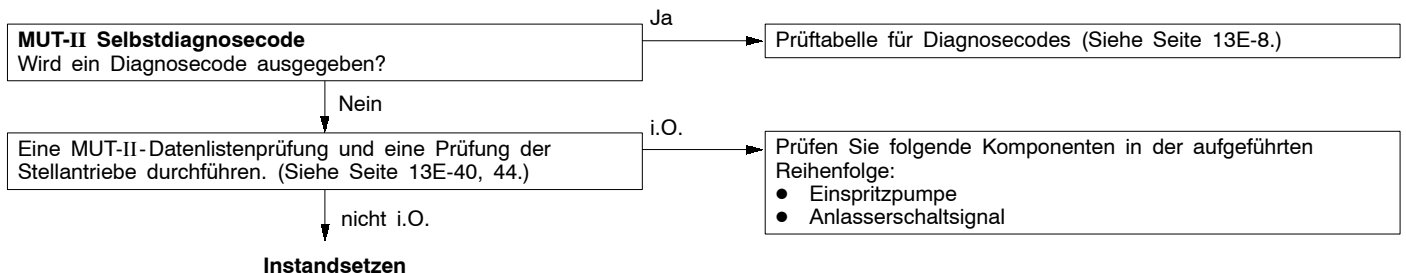 MUT-II Selbstdiagnosecode
Wird ein Diagnosecode ausgegeben?
Ja
Prüftabelle für Diagnosecodes (Siehe Seite 13E-8.)
Nein
Eine MUT-II-Datenlistenprüfung und eine Prüfung der
Stellantriebe durchführen. (Siehe Seite 13E-40, 44.)
i.O.
Prüfen Sie folgende Komponenten in der aufgeführten
Reihenfolge:
● Einspritzpumpe
● Anlasserschaltsignal
nicht i.O.
Instandsetzen